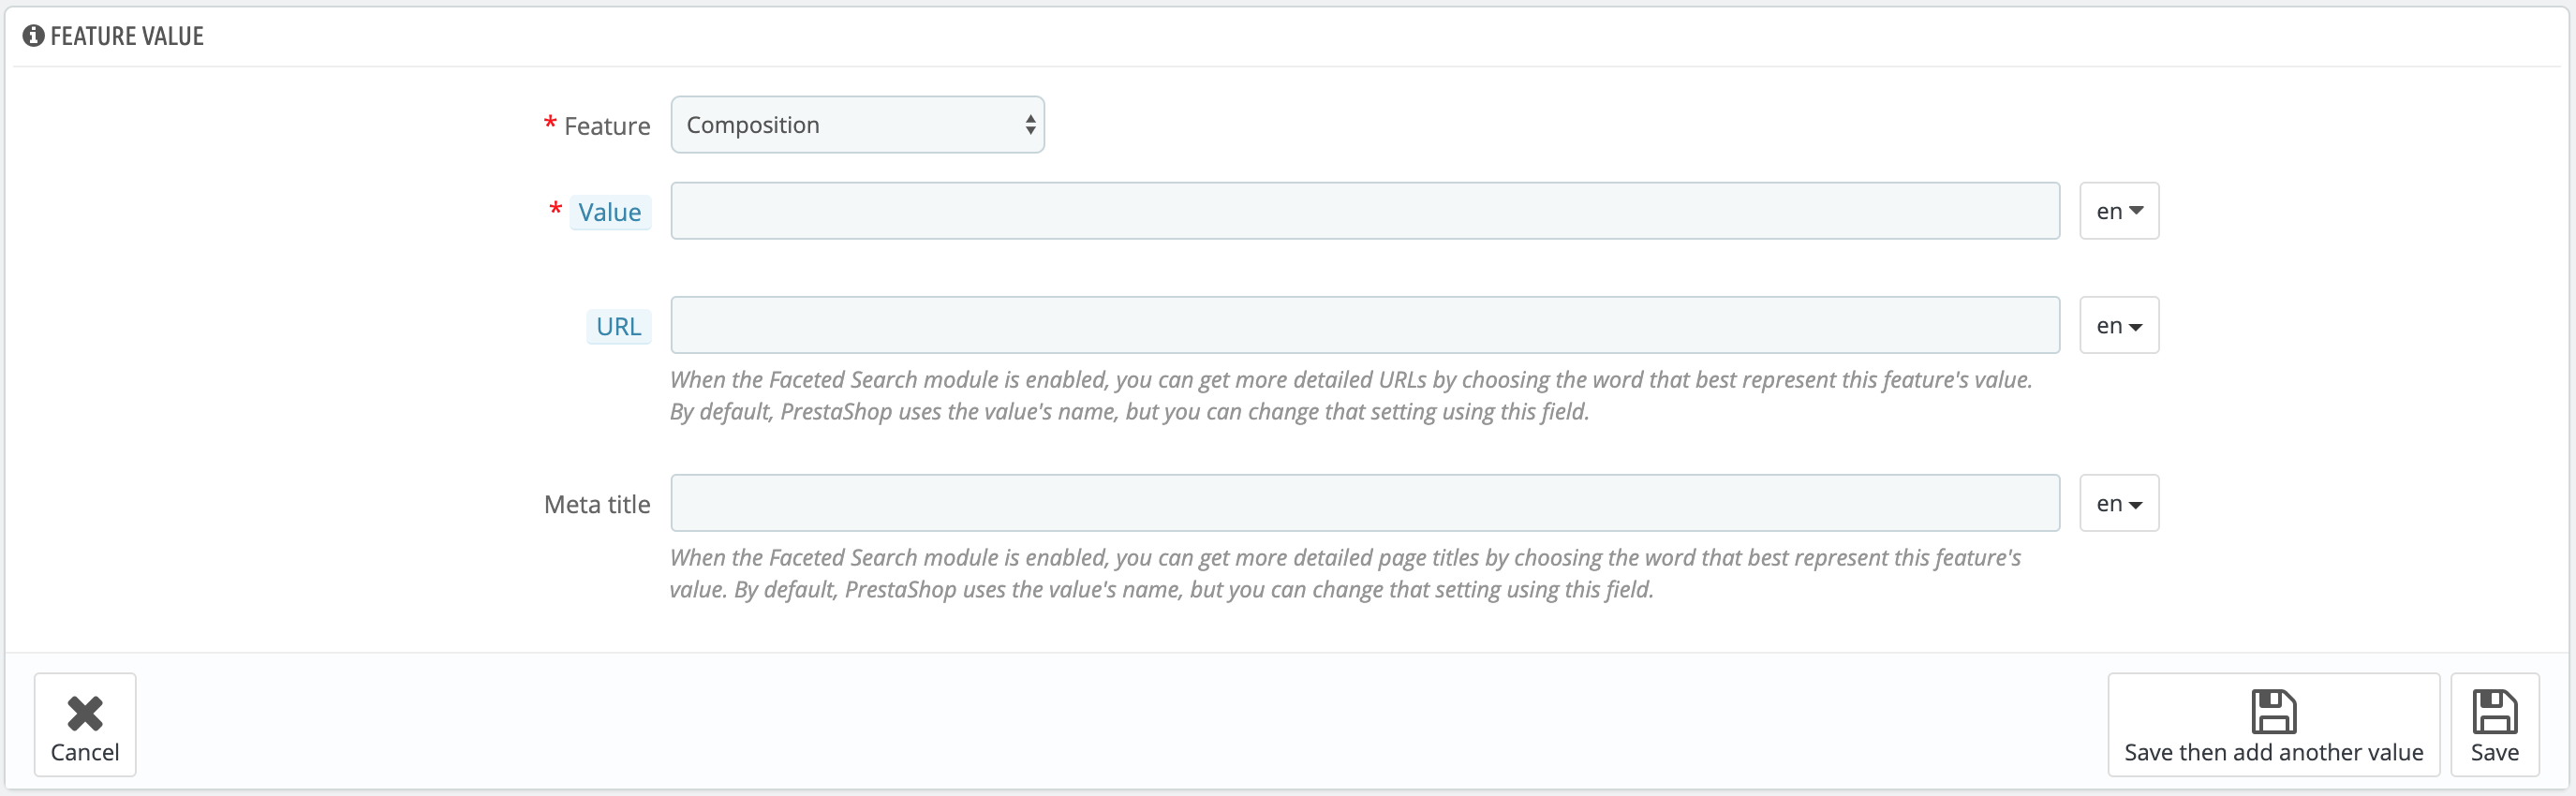 FEATURE VALUE
* Feature
Composition
* Value
en
URL
en
When the Faceted Search module is enabled, you can get more detailed URLs by choosing the word that best represent this feature's value.
By default, PrestaShop uses the value's name, but you can change that setting using this field.
Meta title
en
When the Faceted Search module is enabled, you can get more detailed page titles by choosing the word that best represent this feature's
value. By default, PrestaShop uses the value's name, but you can change that setting using this field.
Cancel
Save then add another value
Save